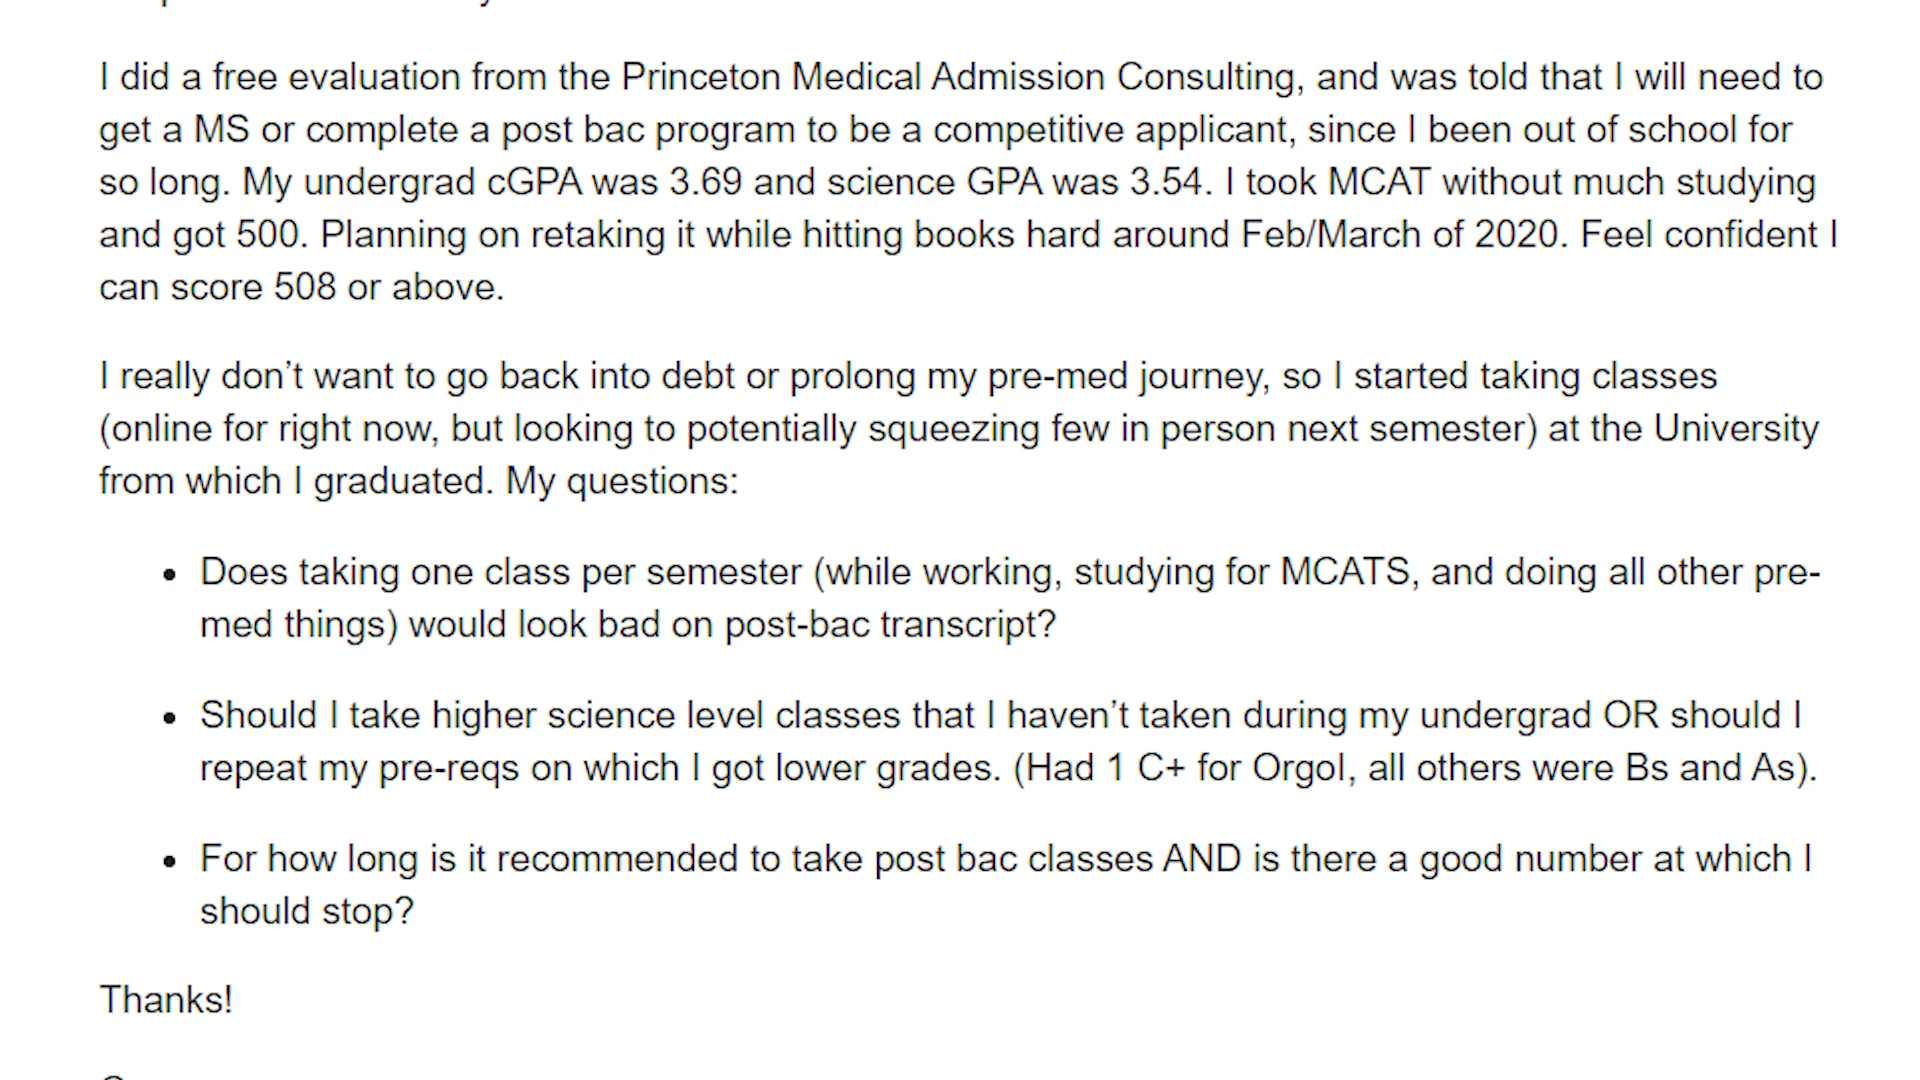 I did a free evaluation from the Princeton Medical Admission Consulting, and was told that I will need to
get a MS or complete a post bac program to be a competitive applicant, since I been out of school for
so long. My undergrad cGPA was 3.69 and science GPA was 3.54. I took MCAT without much studying
and got 500. Planning on retaking it while hitting books hard around Feb/March of 2020. Feel confident I
can score 508 or above.
I really don’t want to go back into debt or prolong my pre-med journey, so I started taking classes
(online for right now, but looking to potentially squeezing few in person next semester) at the University
from which I graduated. My questions:
• Does taking one class per semester (while working, studying for MCATS, and doing all other pre-
med things) would look bad on post-bac transcript?
• Should I take higher science level classes that I haven’t taken during my undergrad OR should I
repeat my pre-reqs on which I got lower grades. (Had 1 C+ for Orgol, all others were Bs and As).
• For how long is it recommended to take post bac classes AND is there a good number at which I
should stop?
Thanks!